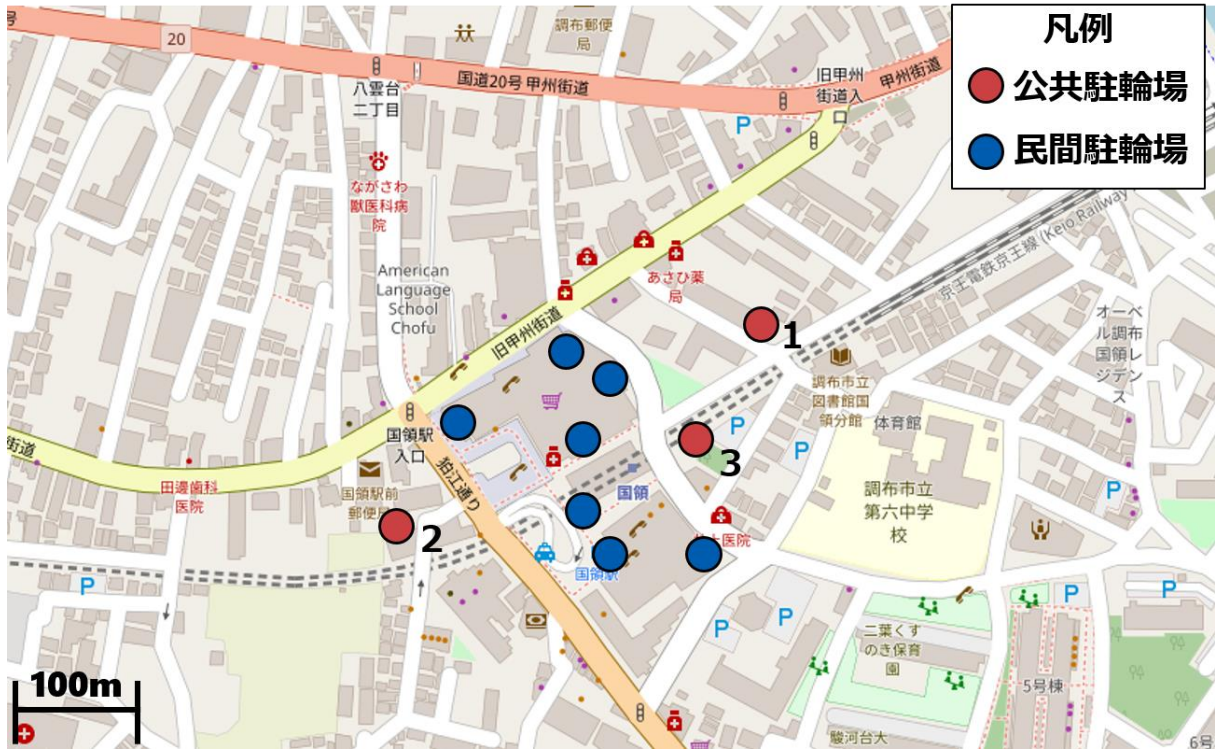 号
20
国道20号 甲州街道
調布郵便
局
旧甲州
街道入
口
甲州街道
凡例
公共駐輪場
民間駐輪場
八雲台
二丁目
ながさわ
獣医科病
院
American
Language
School
Chofu
あさひ薬
局
P
京王電鉄京王線 (Keio Railway
旧甲州街道
1
調布市立
図書館国
領分館
体育館
オーベ
ル調布
国領レ
ジデン
ス
国領駅
入口
街道
田邊歯科
医院
国領駅前
郵便局
狛江通り
2
国領
3
P
P
P
調布市立
第六中学
校
医院
国領駅
P
P
P
P
二葉くす
のき保育
園
5号棟
駿河台大
6号
100m